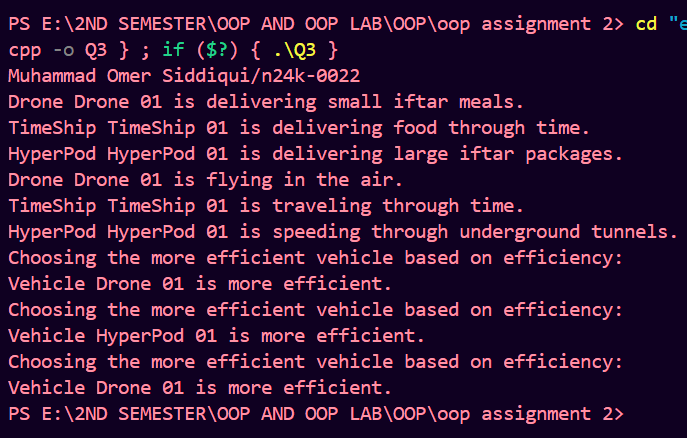 PS E:\2ND SEMESTER\OOP AND OOP LAB\OOP\oop assignment 2> cd "e
cpp -o Q3 } ; if ($?) { .\Q3 }
Muhammad Omer Siddiqui/n24k-0022
Drone Drone 01 is delivering small iftar meals.
TimeShip TimeShip 01 is delivering food through time.
HyperPod HyperPod 01 is delivering large iftar packages.
Drone Drone 01 is flying in the air.
TimeShip TimeShip 01 is traveling through time.
HyperPod HyperPod 01 is speeding through underground tunnels.
Choosing the more efficient vehicle based on efficiency:
Vehicle Drone 01 is more efficient.
Choosing the more efficient vehicle based on efficiency:
Vehicle HyperPod 01 is more efficient.
Choosing the more efficient vehicle based on efficiency:
Vehicle Drone 01 is more efficient.
PS E:\2ND SEMESTER\OOP AND OOP LAB\OOP\oop assignment 2>